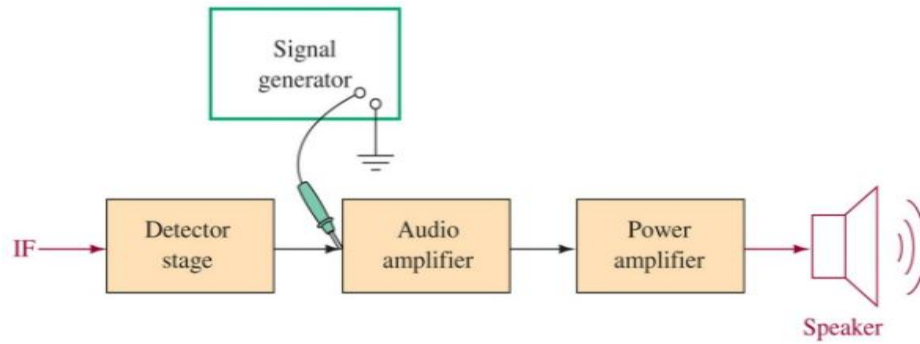 Signal
generator
IF
Detector
stage
Audio
amplifier
Power
amplifier
Speaker